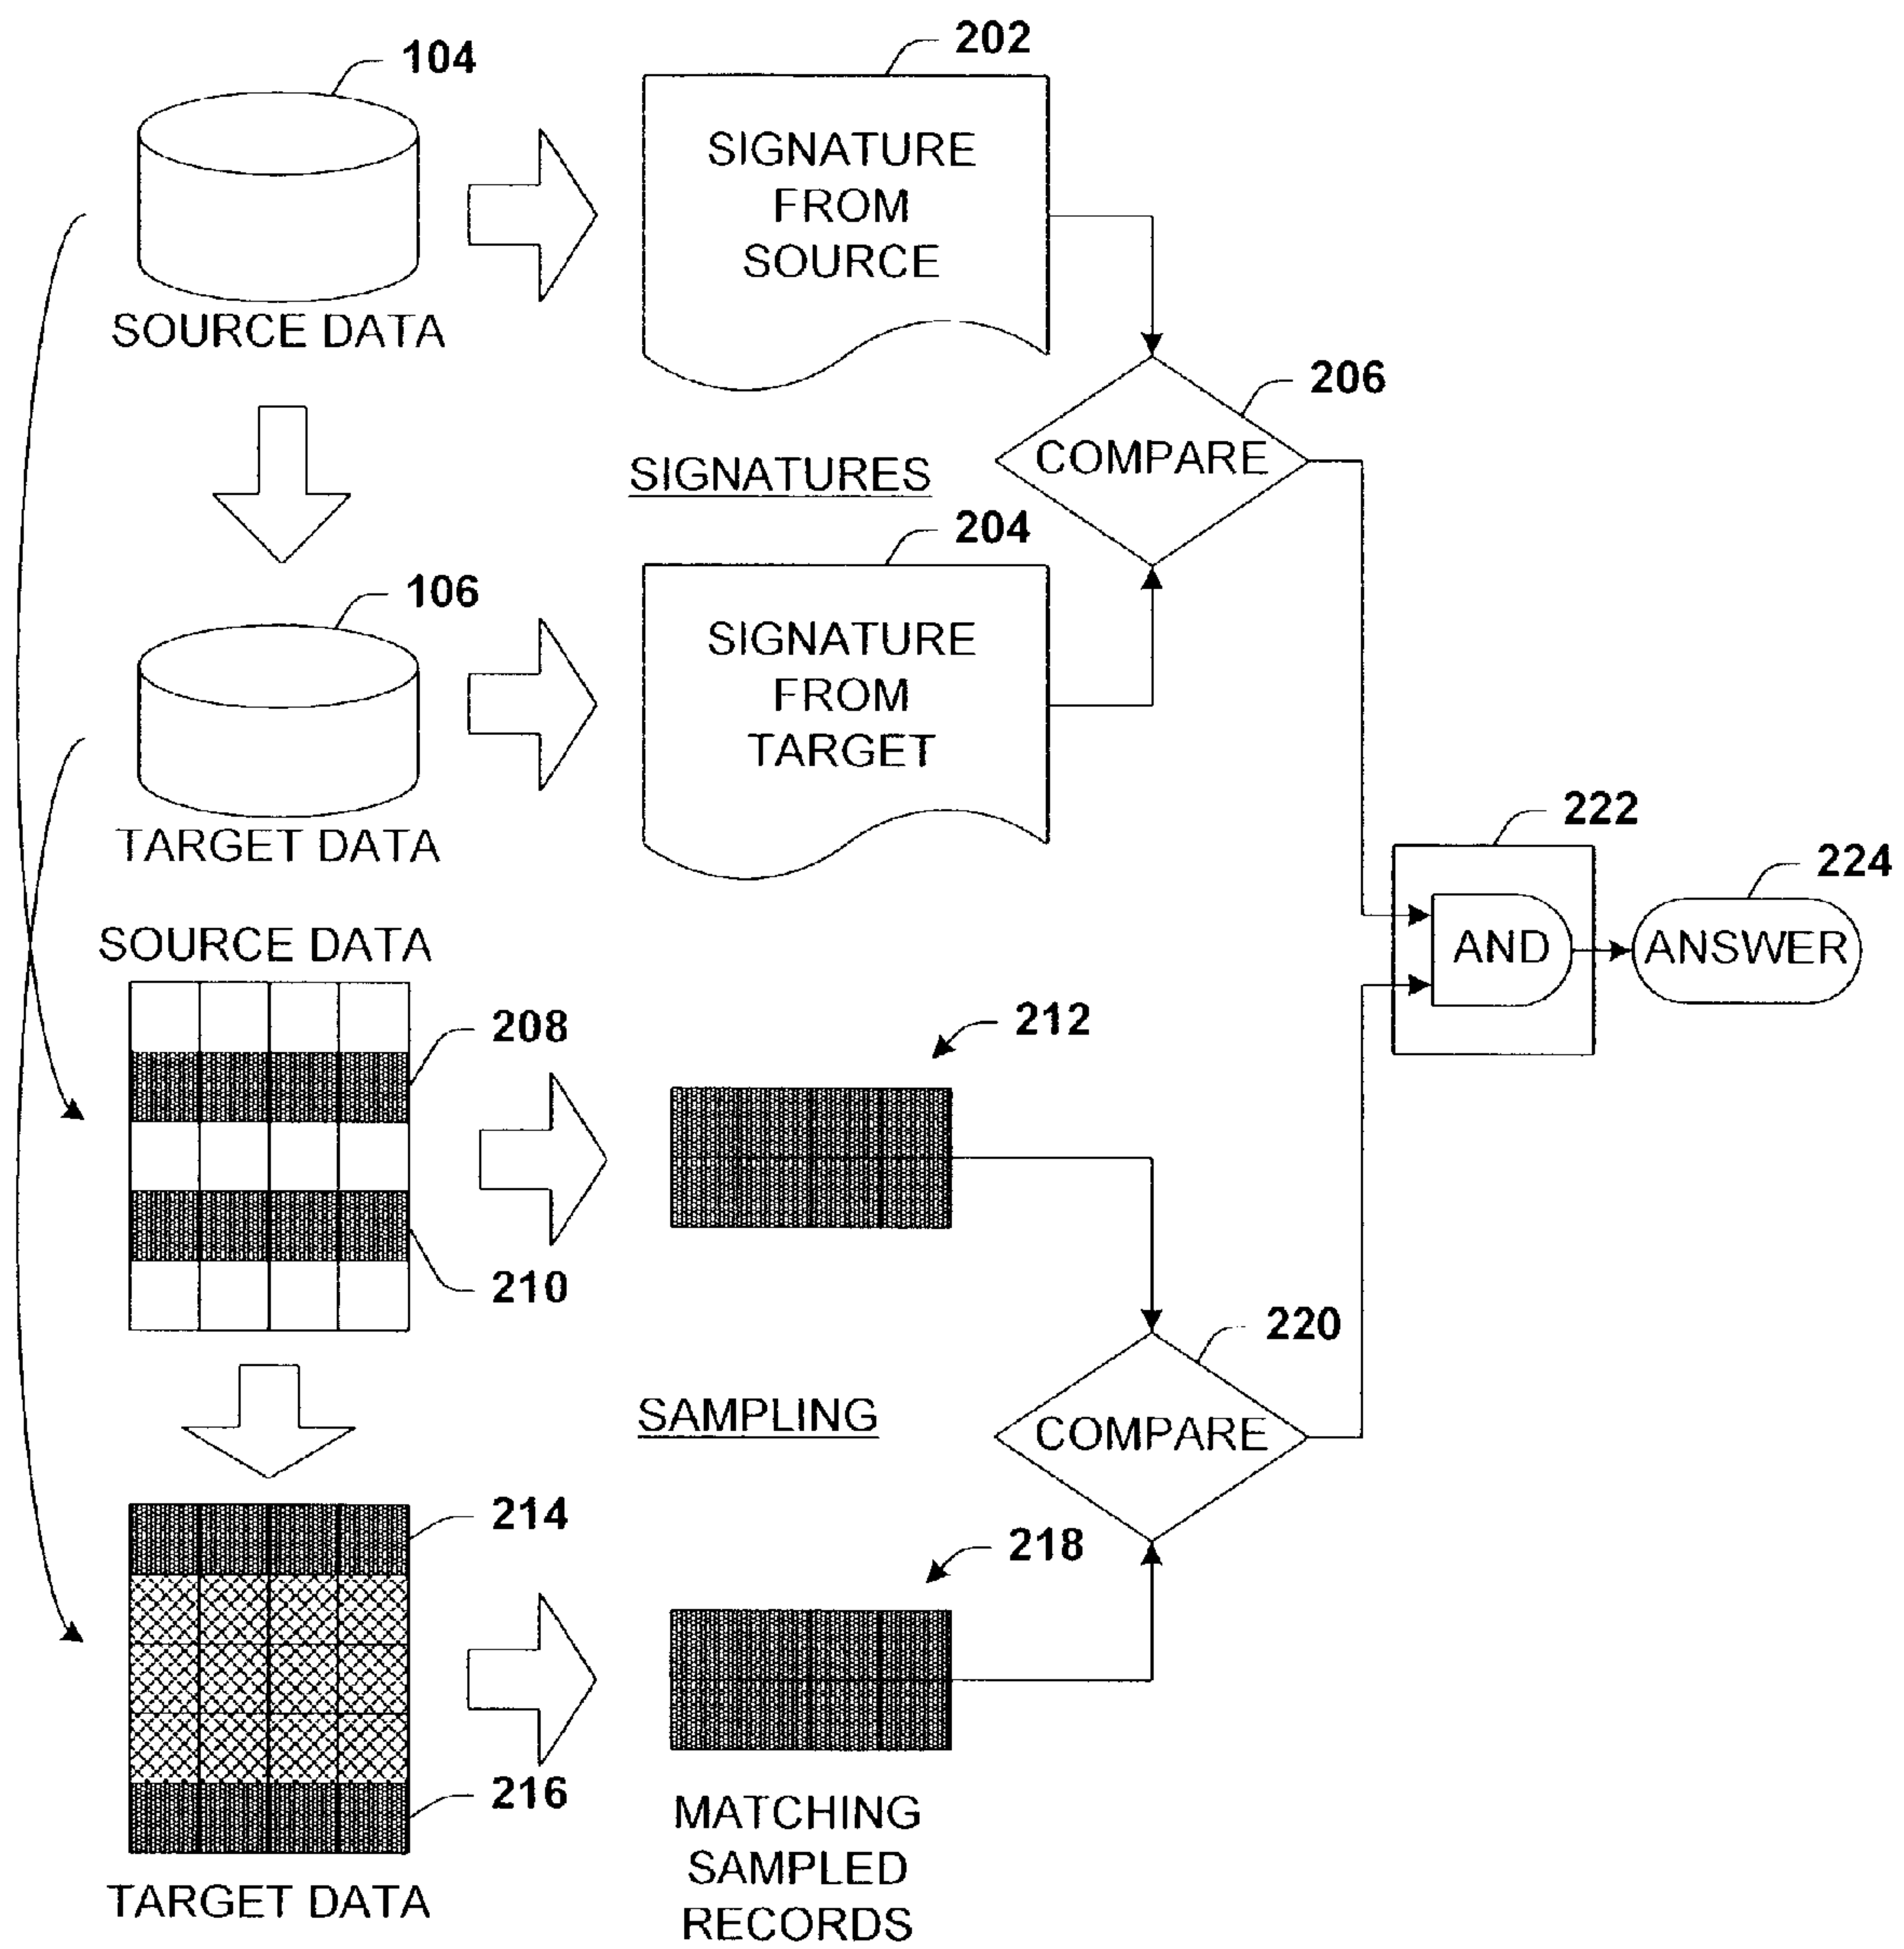 104
202
SIGNATURE
FROM
SOURCE
SOURCE DATA
206
COMPARE
SIGNATURES
204
106
SIGNATURE
FROM
TARGET
TARGET DATA
222
224
AND
ANSWER
SOURCE DATA
208
212
210
220
SAMPLING
COMPARE
214
218
216
MATCHING
SAMPLED
RECORDS
TARGET DATA